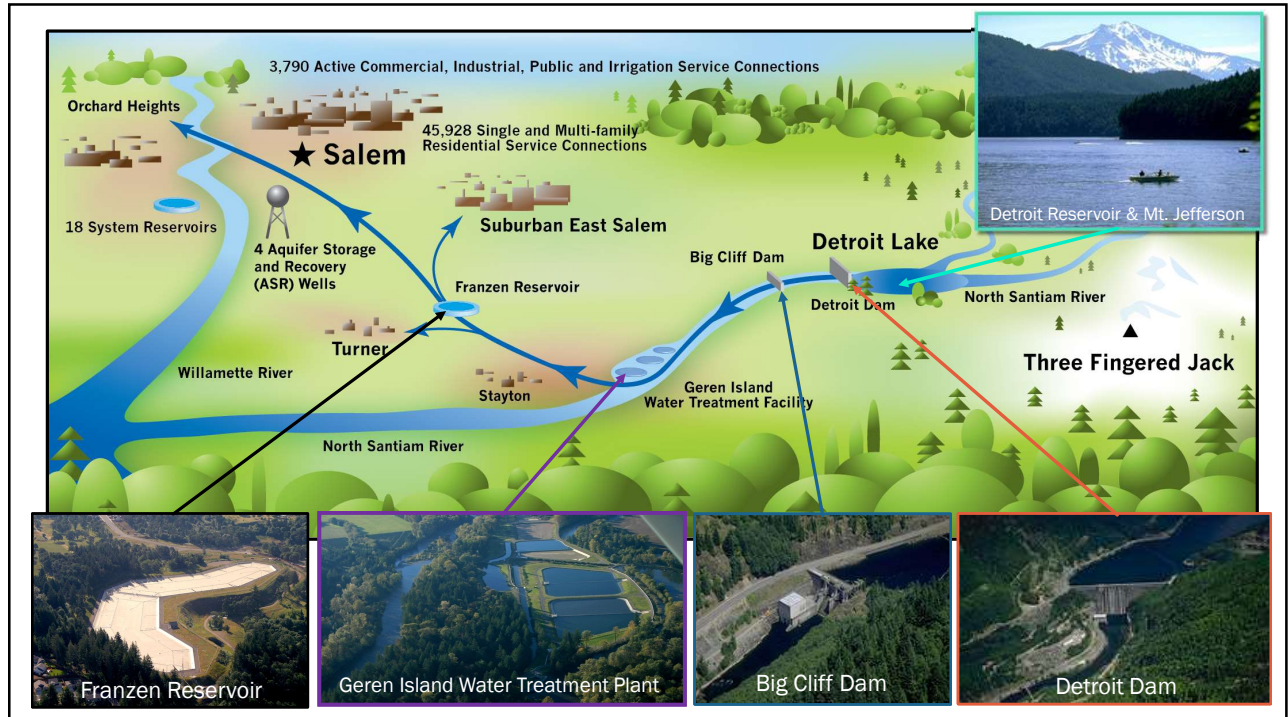 3,790 Active Commercial, Industrial, Public and Irrigation Service Connections
Orchard Heights
45,928 Single and Multi-family
Residential Service Connections
★ Salem
Detroit Reservoir & Mt. Jefferson
18 System Reservoirs
4 Aquifer Storage
and Recovery
(ASR) Wells
Suburban East Salem
Franzen Reservoir
Big Cliff Dam
Detroit Lake
Detroit Dam
North Santiam River
Turner
Three Fingered Jack
Willamette River
Stayton
Geren Island
Water Treatment Facility
North Santiam River
Franzen Reservoir
Geren Island Water Treatment Plant
Big Cliff Dam
Detroit Dam